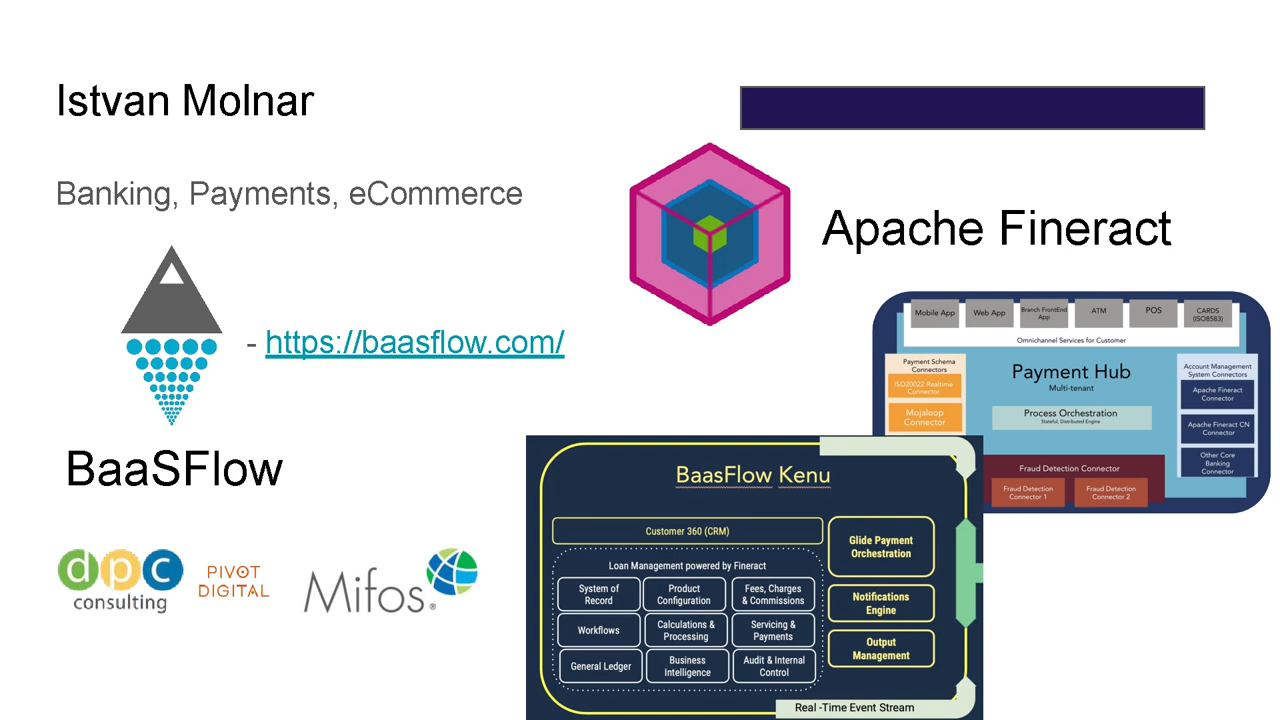 Istvan Molnar
Banking, Payments, eCommerce
- https://baasflow.com/
BaaSFlow
dpc
consulting
PIVOT
DIGITAL
Mifos®
Apache Fineract
Mobile App
Web App
Branch FrontEnd
App
ATM
POS
CARDS
(ISO8583)
Omnichannel Services for Customer
Payment Schema
Connectors
ISO20022 Realtime
Connector
Mojaloop
Connector
Payment Hub
Multi-tenant
Process Orchestration
Stateful, Distributed Engine
Account Management
System Connectors
Apache Fineract
Connector
Apache Fineract CN
Connector
Other Core
Banking
Connector
Fraud Detection Connector
Fraud Detection
Connector 1
Fraud Detection
Connector 2
BaasFlow Kenu
Customer 360 (CRM)
Loan Management powered by Fineract
System of
Record
Product
Configuration
Fees, Charges
& Commissions
Workflows
Calculations &
Processing
Servicing &
Payments
General Ledger
Business
Intelligence
Audit & Internal
Control
Glide Payment
Orchestration
Notifications
Engine
Output
Management
Real -Time Event Stream